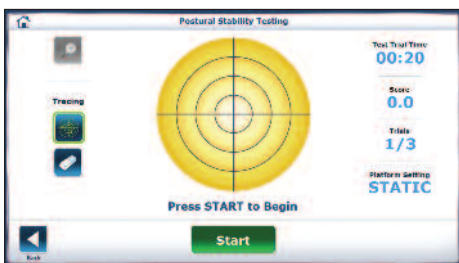 Postural Stability Testing
Test Trial Time
00:20
Score
0.0
Tracing
Trials
1/3
Platform Setting
STATIC
Press START to Begin
Start
Back